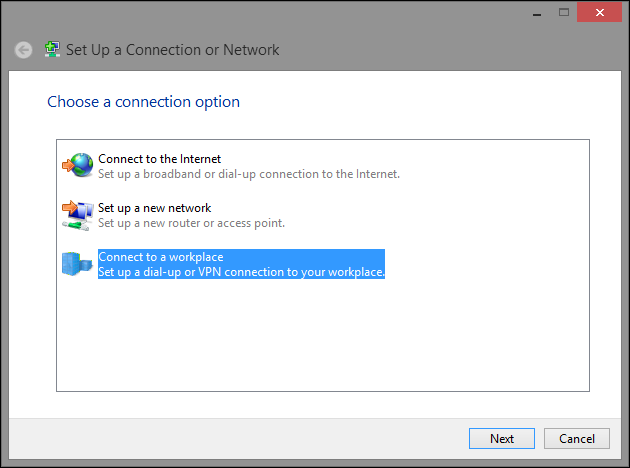 Set Up a Connection or Network
Choose a connection option
Connect to the Internet
Set up a broadband or dial-up connection to the Internet.
Set up a new network
Set up a new router or access point.
Connect to a workplace
Set up a dial-up or VPN connection to your workplace.
Next
Cancel